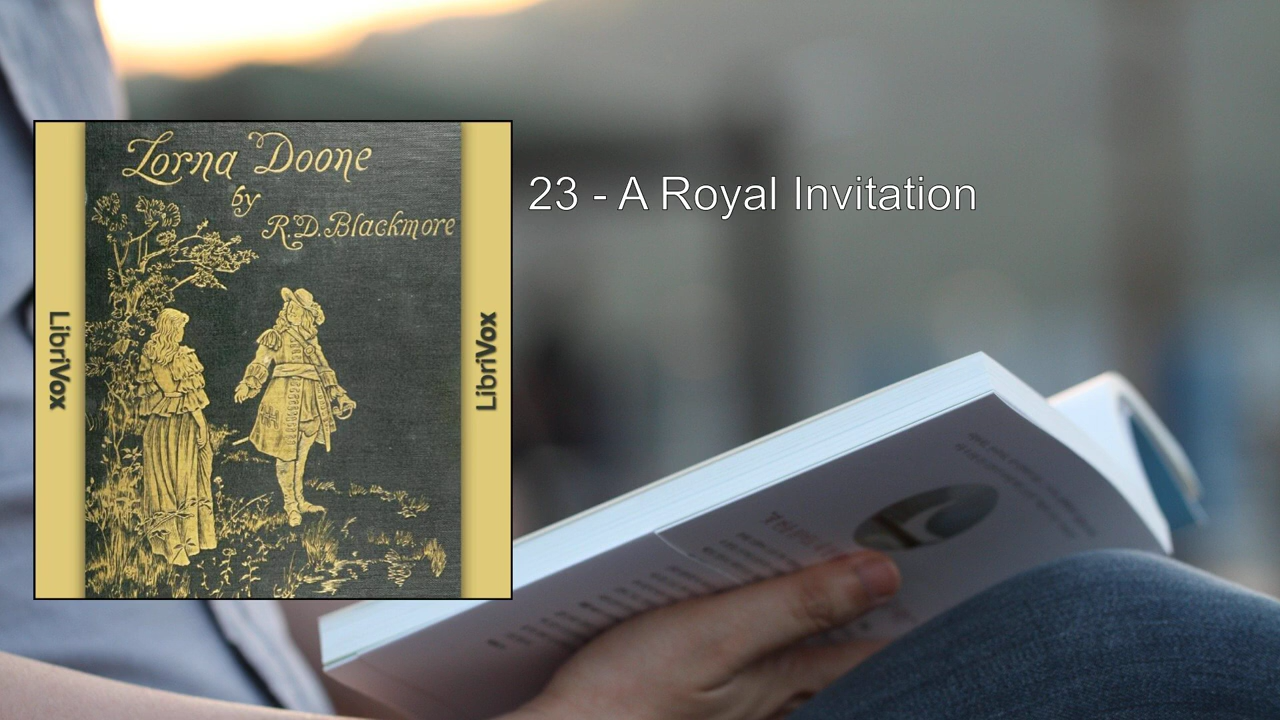 Lorna Doone
by
R.D. Blackmore
LibriVox
LibriVox
23 - A Royal Invitation